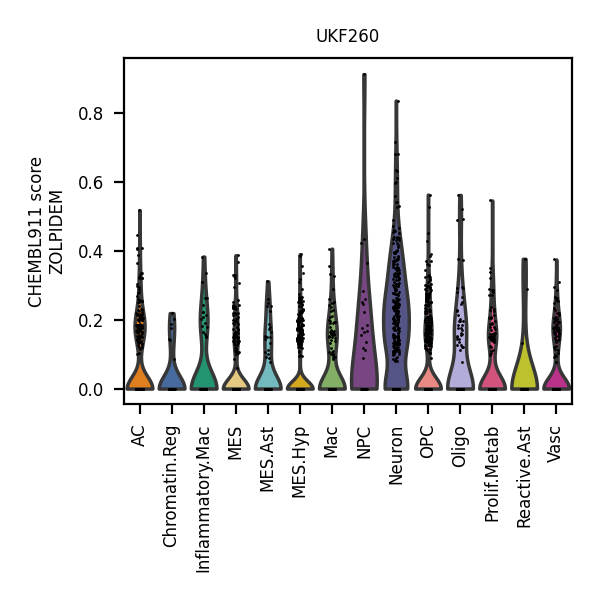 UKF260
CHEMBL911 score
ZOLPIDEM
0.8
0.6
0.4
0.2
0.0
AC
Chromatin.Reg
Inflammatory.Mac
MES
MES.Ast
MES.Hyp
Mac
NPC
Neuron
OPC
Oligo
Prolif.Metab
Reactive.Ast
Vasc